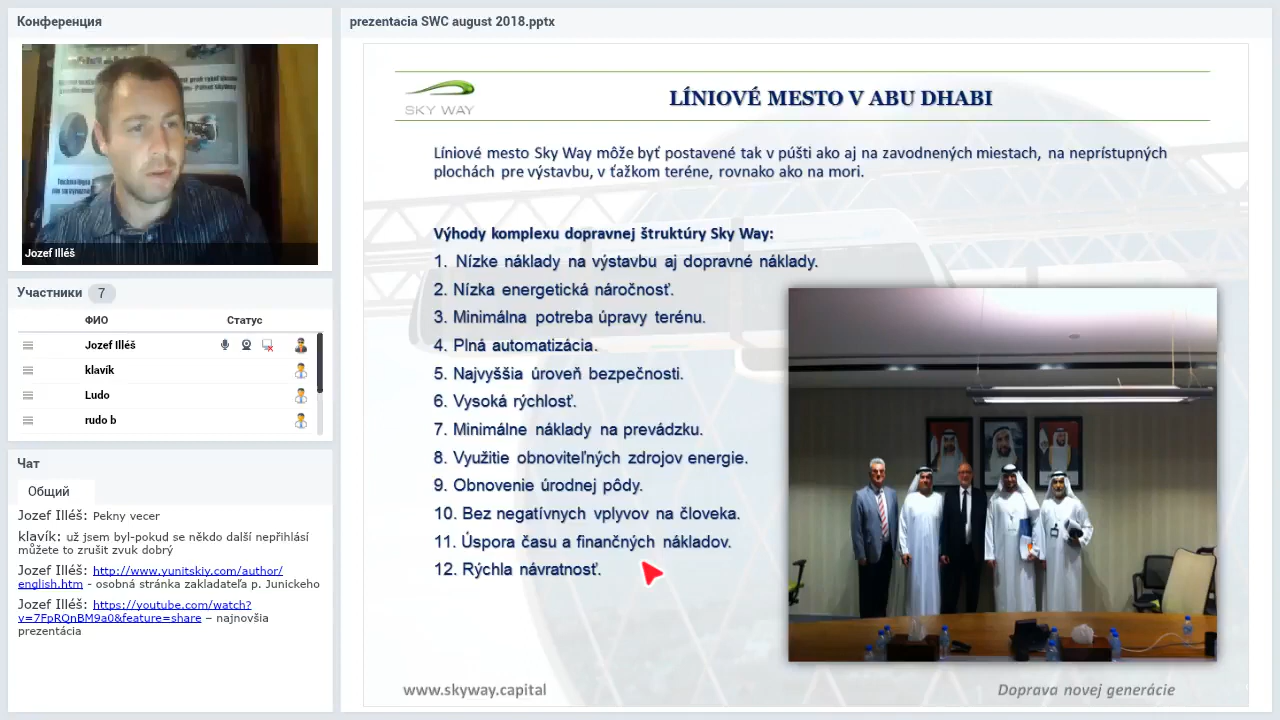 Конференция
Jozef Illéš
Участники 7
ФИО Статус
Jozef Illéš
klavík
Ludo
rudo b
Чат
Общий
Jozef Illéš: Pekny vecer
klavík: už jsem byl-pokud se někdo další nepřihlásí
můžete to zrušit zvuk dobrý
Jozef Illéš: http://www.yunitskiy.com/author/
english.htm - osobná stránka zakladateľa p. Junickeho
Jozef Illéš: https://youtube.com/watch?
v=7FpRQnBM9a0&feature=share – najnovšia
prezentácia
prezentacia SWC august 2018.pptx
SKY WAY
LÍNIOVÉ MESTO V ABU DHABI
Líniové mesto Sky Way môže byť postavené tak v púšti ako aj na zavodnených miestach, na neprístupných
plochách pre výstavbu, v ťažkom teréne, rovnako ako na mori.
Výhody komplexu dopravnej štruktúry Sky Way:
1. Nízke náklady na výstavbu aj dopravné náklady.
2. Nízka energetická náročnosť.
3. Minimálna potreba úpravy terénu.
4. Plná automatizácia.
5. Najvyššia úroveň bezpečnosti.
6. Vysoká rýchlosť.
7. Minimálne náklady na prevádzku.
8. Využitie obnoviteľných zdrojov energie.
9. Obnovenie úrodnej pôdy.
10. Bez negatívnych vplyvov na človeka.
11. Úspora času a finančných nákladov.
12. Rýchla návratnosť.
www.skyway.capital
Doprava novej generácie